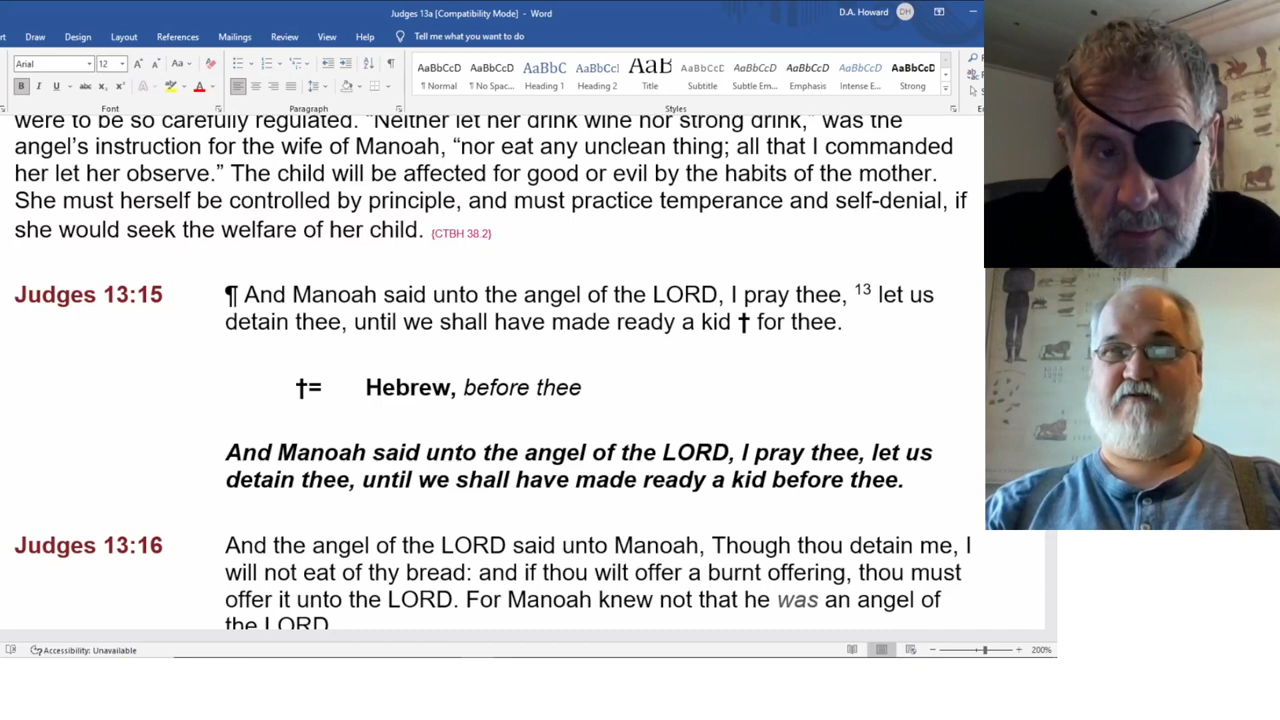 Judges 13a [Compatibility Mode] - Word
D.A. Howard DH
Draw Design Layout References Mailings Review View Help Tell me what you want to do
Arial 12 Aa
B I U abc x₂ x² A
AaBbCcD AaBbCcD AaBbC AaBbCcI AaB AaBbCcD AaBbCcD AaBbCcD AaBbCcD AaBbCcD
¶ Normal ¶ No Spac... Heading 1 Heading 2 Title Subtitle Subtle Em... Emphasis Intense E... Strong
Font Paragraph Styles
were to be so carefully regulated. “Neither let her drink wine nor strong drink,” was the
angel’s instruction for the wife of Manoah, “nor eat any unclean thing; all that I commanded
her let her observe.” The child will be affected for good or evil by the habits of the mother.
She must herself be controlled by principle, and must practice temperance and self-denial, if
she would seek the welfare of her child. {CTBH 38.2}
Judges 13:15 ¶ And Manoah said unto the angel of the LORD, I pray thee, 13 let us
detain thee, until we shall have made ready a kid † for thee.
†= Hebrew, before thee
And Manoah said unto the angel of the LORD, I pray thee, let us
detain thee, until we shall have made ready a kid before thee.
Judges 13:16 And the angel of the LORD said unto Manoah, Though thou detain me, I
will not eat of thy bread: and if thou wilt offer a burnt offering, thou must
offer it unto the LORD. For Manoah knew not that he was an angel of
the LORD.
Accessibility: Unavailable 200%